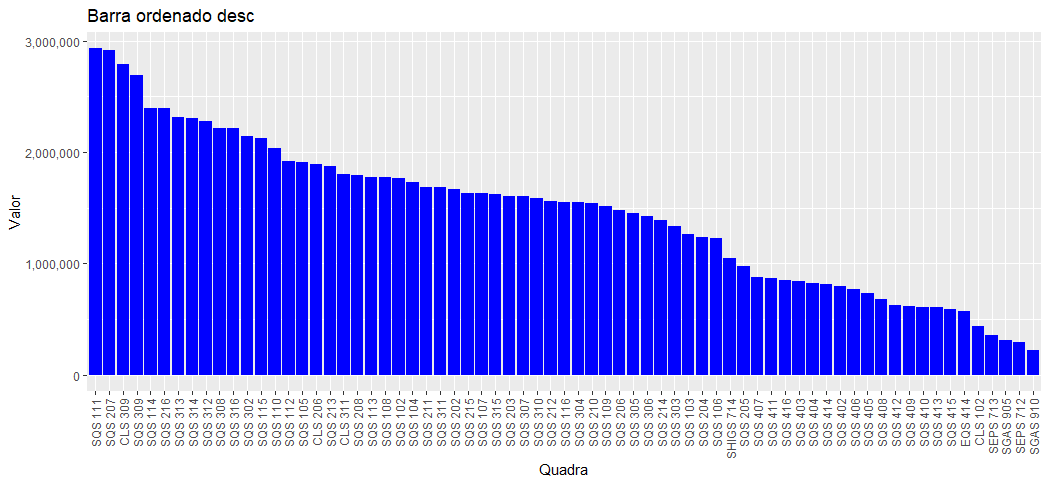 Barra ordenado desc
3,000,000
2,000,000
1,000,000
0
Valor
SQS 111
SQS 207
CLS 309
SQS 309
SQS 114
SQS 216
SQS 313
SQS 314
SQS 312
SQS 308
SQS 316
SQS 302
SQS 115
SQS 110
SQS 112
SQS 105
CLS 206
SQS 213
CLS 311
SQS 208
SQS 113
SQS 108
SQS 102
SQS 104
SQS 211
SQS 311
SQS 202
SQS 215
SQS 107
SQS 315
SQS 203
SQS 307
SQS 310
SQS 212
SQS 116
SQS 304
SQS 210
SQS 109
SQS 206
SQS 305
SQS 306
SQS 214
SQS 303
SQS 103
SQS 204
SQS 106
SHIGS 714
SQS 205
SQS 407
SQS 411
SQS 416
SQS 403
SQS 404
SQS 414
SQS 402
SQS 406
SQS 405
SQS 408
SQS 412
SQS 409
SQS 410
SQS 413
SQS 415
EQS 414
CLS 102
SEPS 713
SGAS 905
SEPS 712
SGAS 910
Quadra